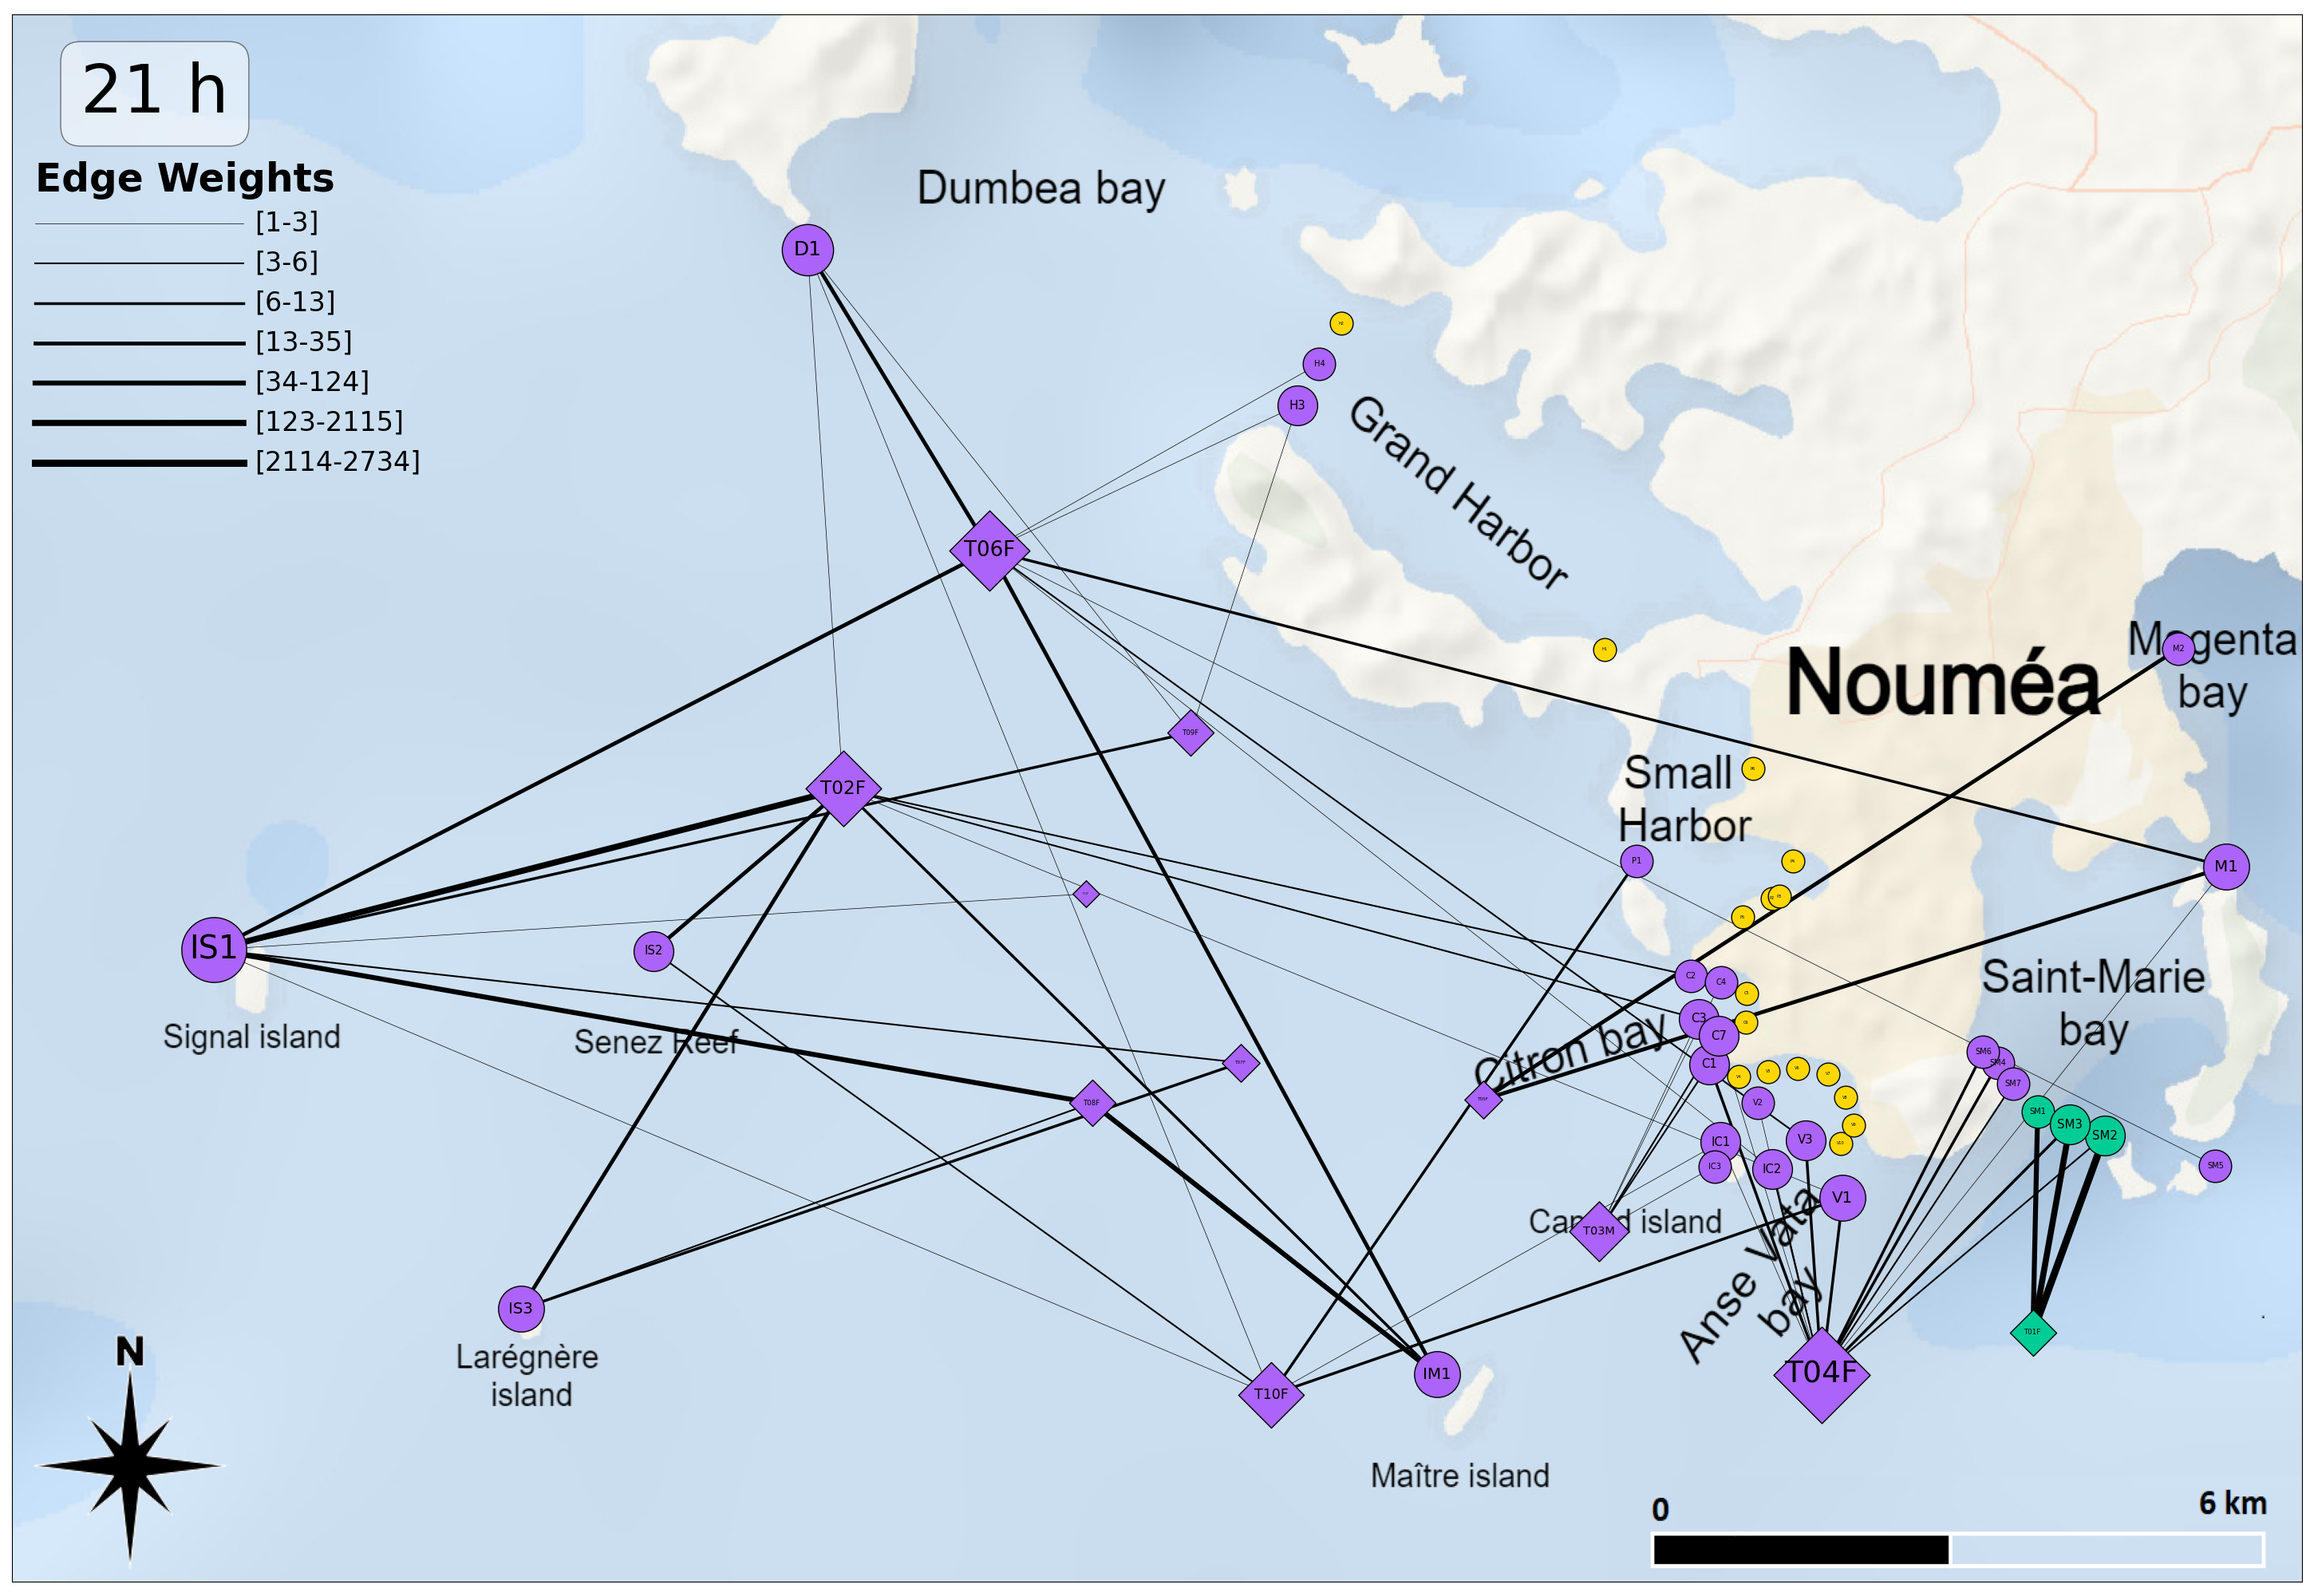 21 h
Edge Weights
[1-3]
[3-6]
[6-13]
[13-35]
[34-124]
[123-2115]
[2114-2734]
Dumbea bay
D1
H4
H3
Grand Harbor
T06F
Magenta
bay
M2
Nouméa
T09F
T02F
Small
Harbor
P1
M1
IS1
IS2
Signal island
Senez Reef
C2
C4
C3
C7
C1
Citron bay
Saint-Marie
bay
SM6
SM4
SM7
SM1
SM3
SM2
SM5
T08F
V2
V3
IC1
IC3
IC2
V1
T03M
island
Anse Vata
bay
IS3
Larégnère
island
T01F
T10F
IM1
T04F
Maître island
N
0
6 km